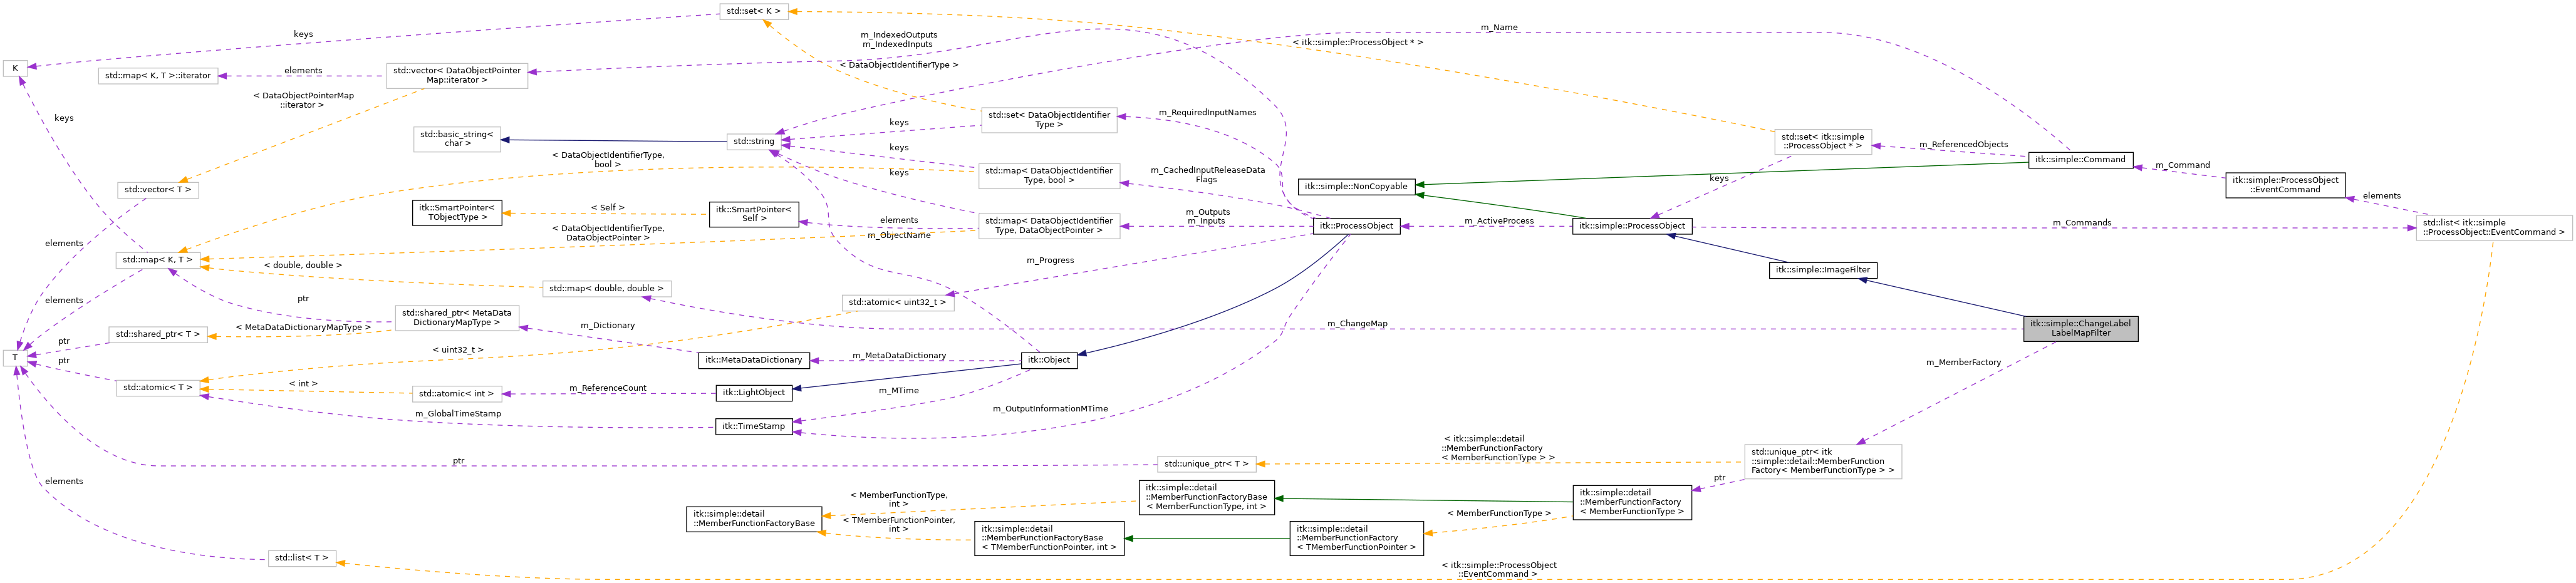 std::set< K >
m_Name
keys
m_IndexedOutputs
m_IndexedInputs
< itk::simple::ProcessObject * >
K
std::map< K, T >::iterator
elements
std::vector< DataObjectPointer
Map::iterator >
< DataObjectIdentifierType >
< DataObjectPointerMap
::iterator >
keys
std::set< DataObjectIdentifier
Type >
m_RequiredInputNames
keys
std::basic_string<
char >
std::string
std::set< itk::simple
::ProcessObject * >
m_ReferencedObjects
itk::simple::Command
m_Command
keys
< DataObjectIdentifierType,
bool >
std::map< DataObjectIdentifier
Type, bool >
m_CachedInputReleaseData
Flags
itk::simple::NonCopyable
keys
itk::simple::ProcessObject
::EventCommand
elements
std::vector< T >
keys
itk::SmartPointer<
TObjectType >
< Self >
itk::SmartPointer<
Self >
elements
std::map< DataObjectIdentifier
Type, DataObjectPointer >
m_Outputs
m_Inputs
itk::ProcessObject
m_ActiveProcess
itk::simple::ProcessObject
m_Commands
std::list< itk::simple
::ProcessObject::EventCommand >
elements
< DataObjectIdentifierType,
DataObjectPointer >
m_ObjectName
std::map< K, T >
< double, double >
m_Progress
itk::simple::ImageFilter
std::map< double, double >
elements
ptr
std::atomic< uint32_t >
std::shared_ptr< MetaData
DictionaryMapType >
m_Dictionary
m_ChangeMap
itk::simple::ChangeLabel
LabelMapFilter
std::shared_ptr< T >
< MetaDataDictionaryMapType >
ptr
T
ptr
< uint32_t >
itk::MetaDataDictionary
m_MetaDataDictionary
itk::Object
m_MemberFactory
std::atomic< T >
< int >
std::atomic< int >
m_ReferenceCount
itk::LightObject
m_MTime
m_GlobalTimeStamp
itk::TimeStamp
m_OutputInformationMTime
ptr
std::unique_ptr< T >
< itk::simple::detail
::MemberFunctionFactory
< MemberFunctionType > >
std::unique_ptr< itk
::simple::detail::MemberFunction
Factory< MemberFunctionType > >
elements
ptr
itk::simple::detail
::MemberFunctionFactoryBase
< MemberFunctionType,
int >
itk::simple::detail
::MemberFunctionFactoryBase
< MemberFunctionType, int >
itk::simple::detail
::MemberFunctionFactory
< MemberFunctionType >
< TMemberFunctionPointer,
int >
itk::simple::detail
::MemberFunctionFactoryBase
< TMemberFunctionPointer, int >
itk::simple::detail
::MemberFunctionFactory
< TMemberFunctionPointer >
< MemberFunctionType >
std::list< T >
< itk::simple::ProcessObject
::EventCommand >